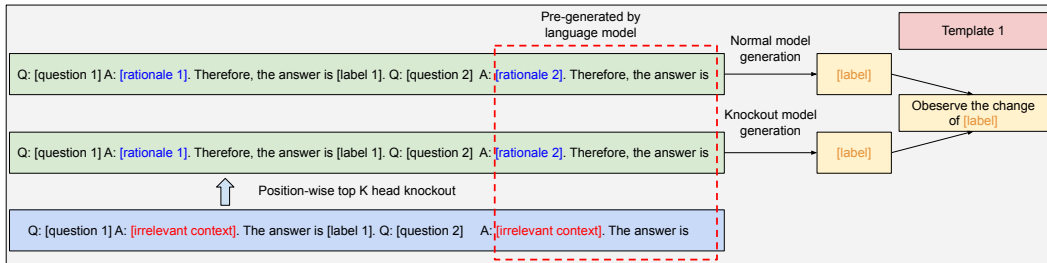 Pre-generated by
language model
Normal model
generation
Template 1
Q: [question 1] A: [rationale 1]. Therefore, the answer is [label 1]. Q: [question 2] A: [rationale 2]. Therefore, the answer is
[label]
Obeserve the change
of [label]
Knockout model
generation
Q: [question 1] A: [rationale 1]. Therefore, the answer is [label 1]. Q: [question 2] A: [rationale 2]. Therefore, the answer is
[label]
Position-wise top K head knockout
Q: [question 1] A: [irrelevant context]. The answer is [label 1]. Q: [question 2] A: [irrelevant context]. The answer is